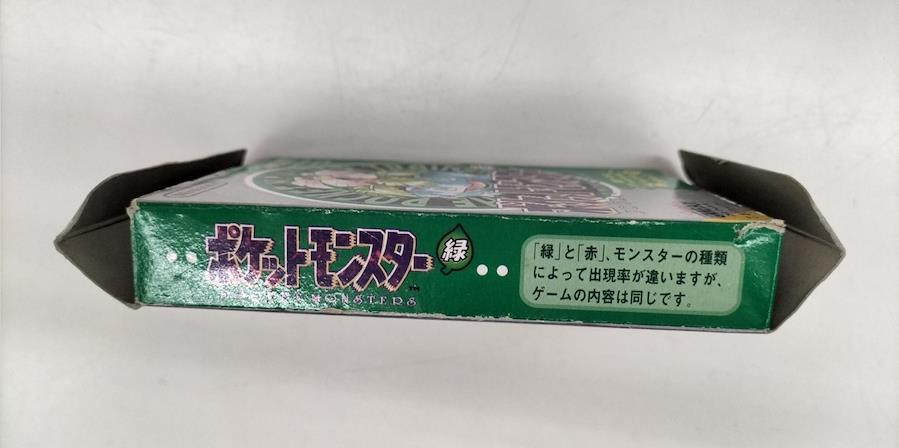 ポケットモンスター
緑
™
POCKET MONSTERS
「緑」と「赤」、モンスターの種類
によって出現率が違いますが、
ゲームの内容は同じです。